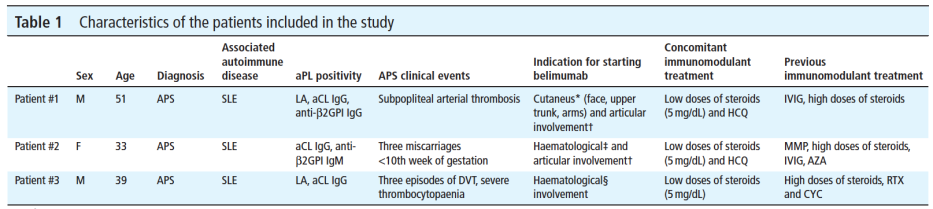 Table 1 Characteristics of the patients included in the study
Sex Age Diagnosis Associated autoimmune disease aPL positivity APS clinical events Indication for starting belimumab Concomitant immunomodulant treatment Previous immunomodulant treatment
Patient #1 M 51 APS SLE LA, aCL IgG, Subpopliteal arterial thrombosis Cutaneus* (face, upper Low doses of steroids IVIG, high doses of steroids
anti-β2GPI IgG trunk, arms) and articular (5 mg/dL) and HCQ
involvement†
Patient #2 F 33 APS SLE aCL IgG, anti- Three miscarriages Haematological‡ and Low doses of steroids MMP, high doses of steroids,
β2GPI IgM <10th week of gestation articular involvement† (5 mg/dL) and HCQ IVIG, AZA
Patient #3 M 39 APS SLE LA, aCL IgG Three episodes of DVT, severe Haematological§ Low doses of steroids High doses of steroids, RTX
thrombocytopaenia involvement (5 mg/dL) and CYC